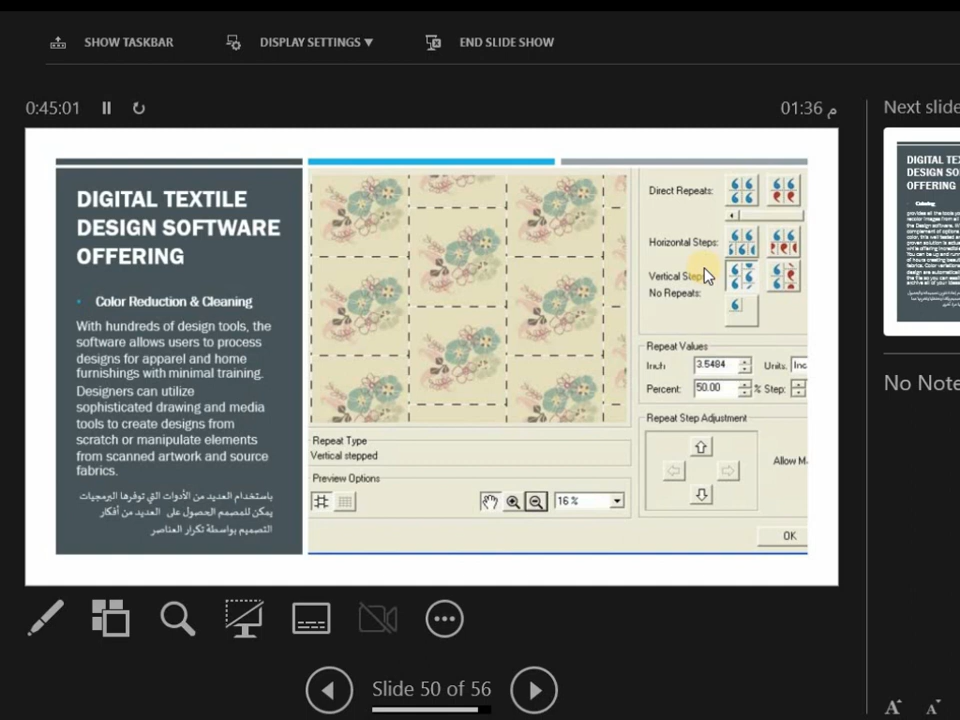 SHOW TASKBAR
DISPLAY SETTINGS ▼
END SLIDE SHOW
0:45:01
01:36 م
Next slide
DIGITAL TEXTILE
DESIGN SOFTWARE
OFFERING
• Color Reduction & Cleaning
With hundreds of design tools, the
software allows users to process
designs for apparel and home
furnishings with minimal training.
Designers can utilize
sophisticated drawing and media
tools to create designs from
scratch or manipulate elements
from scanned artwork and source
fabrics.
باستخدام العديد من الأدوات التي توفرها البرمجيات
يمكن للمصمم الحصول على العديد من أفكار
التصميم بواسطة تكرار العناصر
Direct Repeats:
Horizontal Steps:
Vertical Step
No Repeats:
Repeat Values
Inch 3.5484 Units: Inc
Percent: 50.00 % Step:
Repeat Step Adjustment
Allow M
OK
Repeat Type
Vertical stepped
Preview Options
16 %
DIGITAL TE
DESIGN SO
OFFERING
Coloring
No Note
Slide 50 of 56
A A